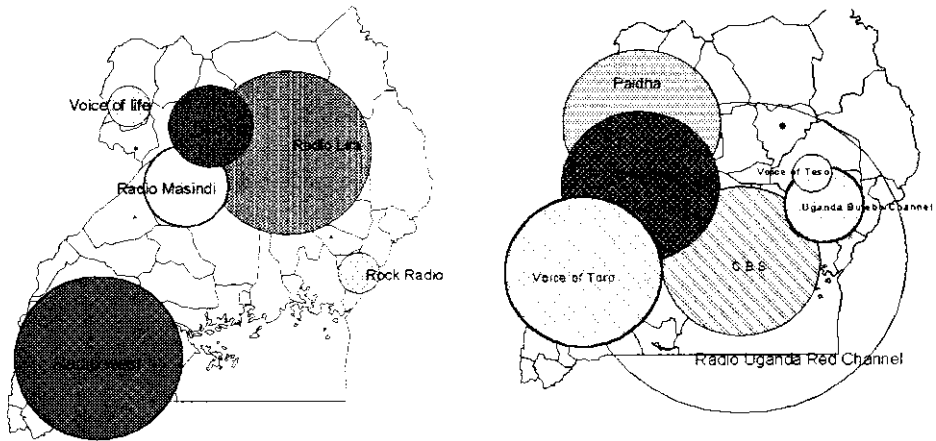 Voice of life
Radio Lira
Radio Masindi
Rock Radio
Paidha
Voice of Teso
Uganda Butebo Channel
C.B.S
Voice of Toro
Radio Uganda Red Channel